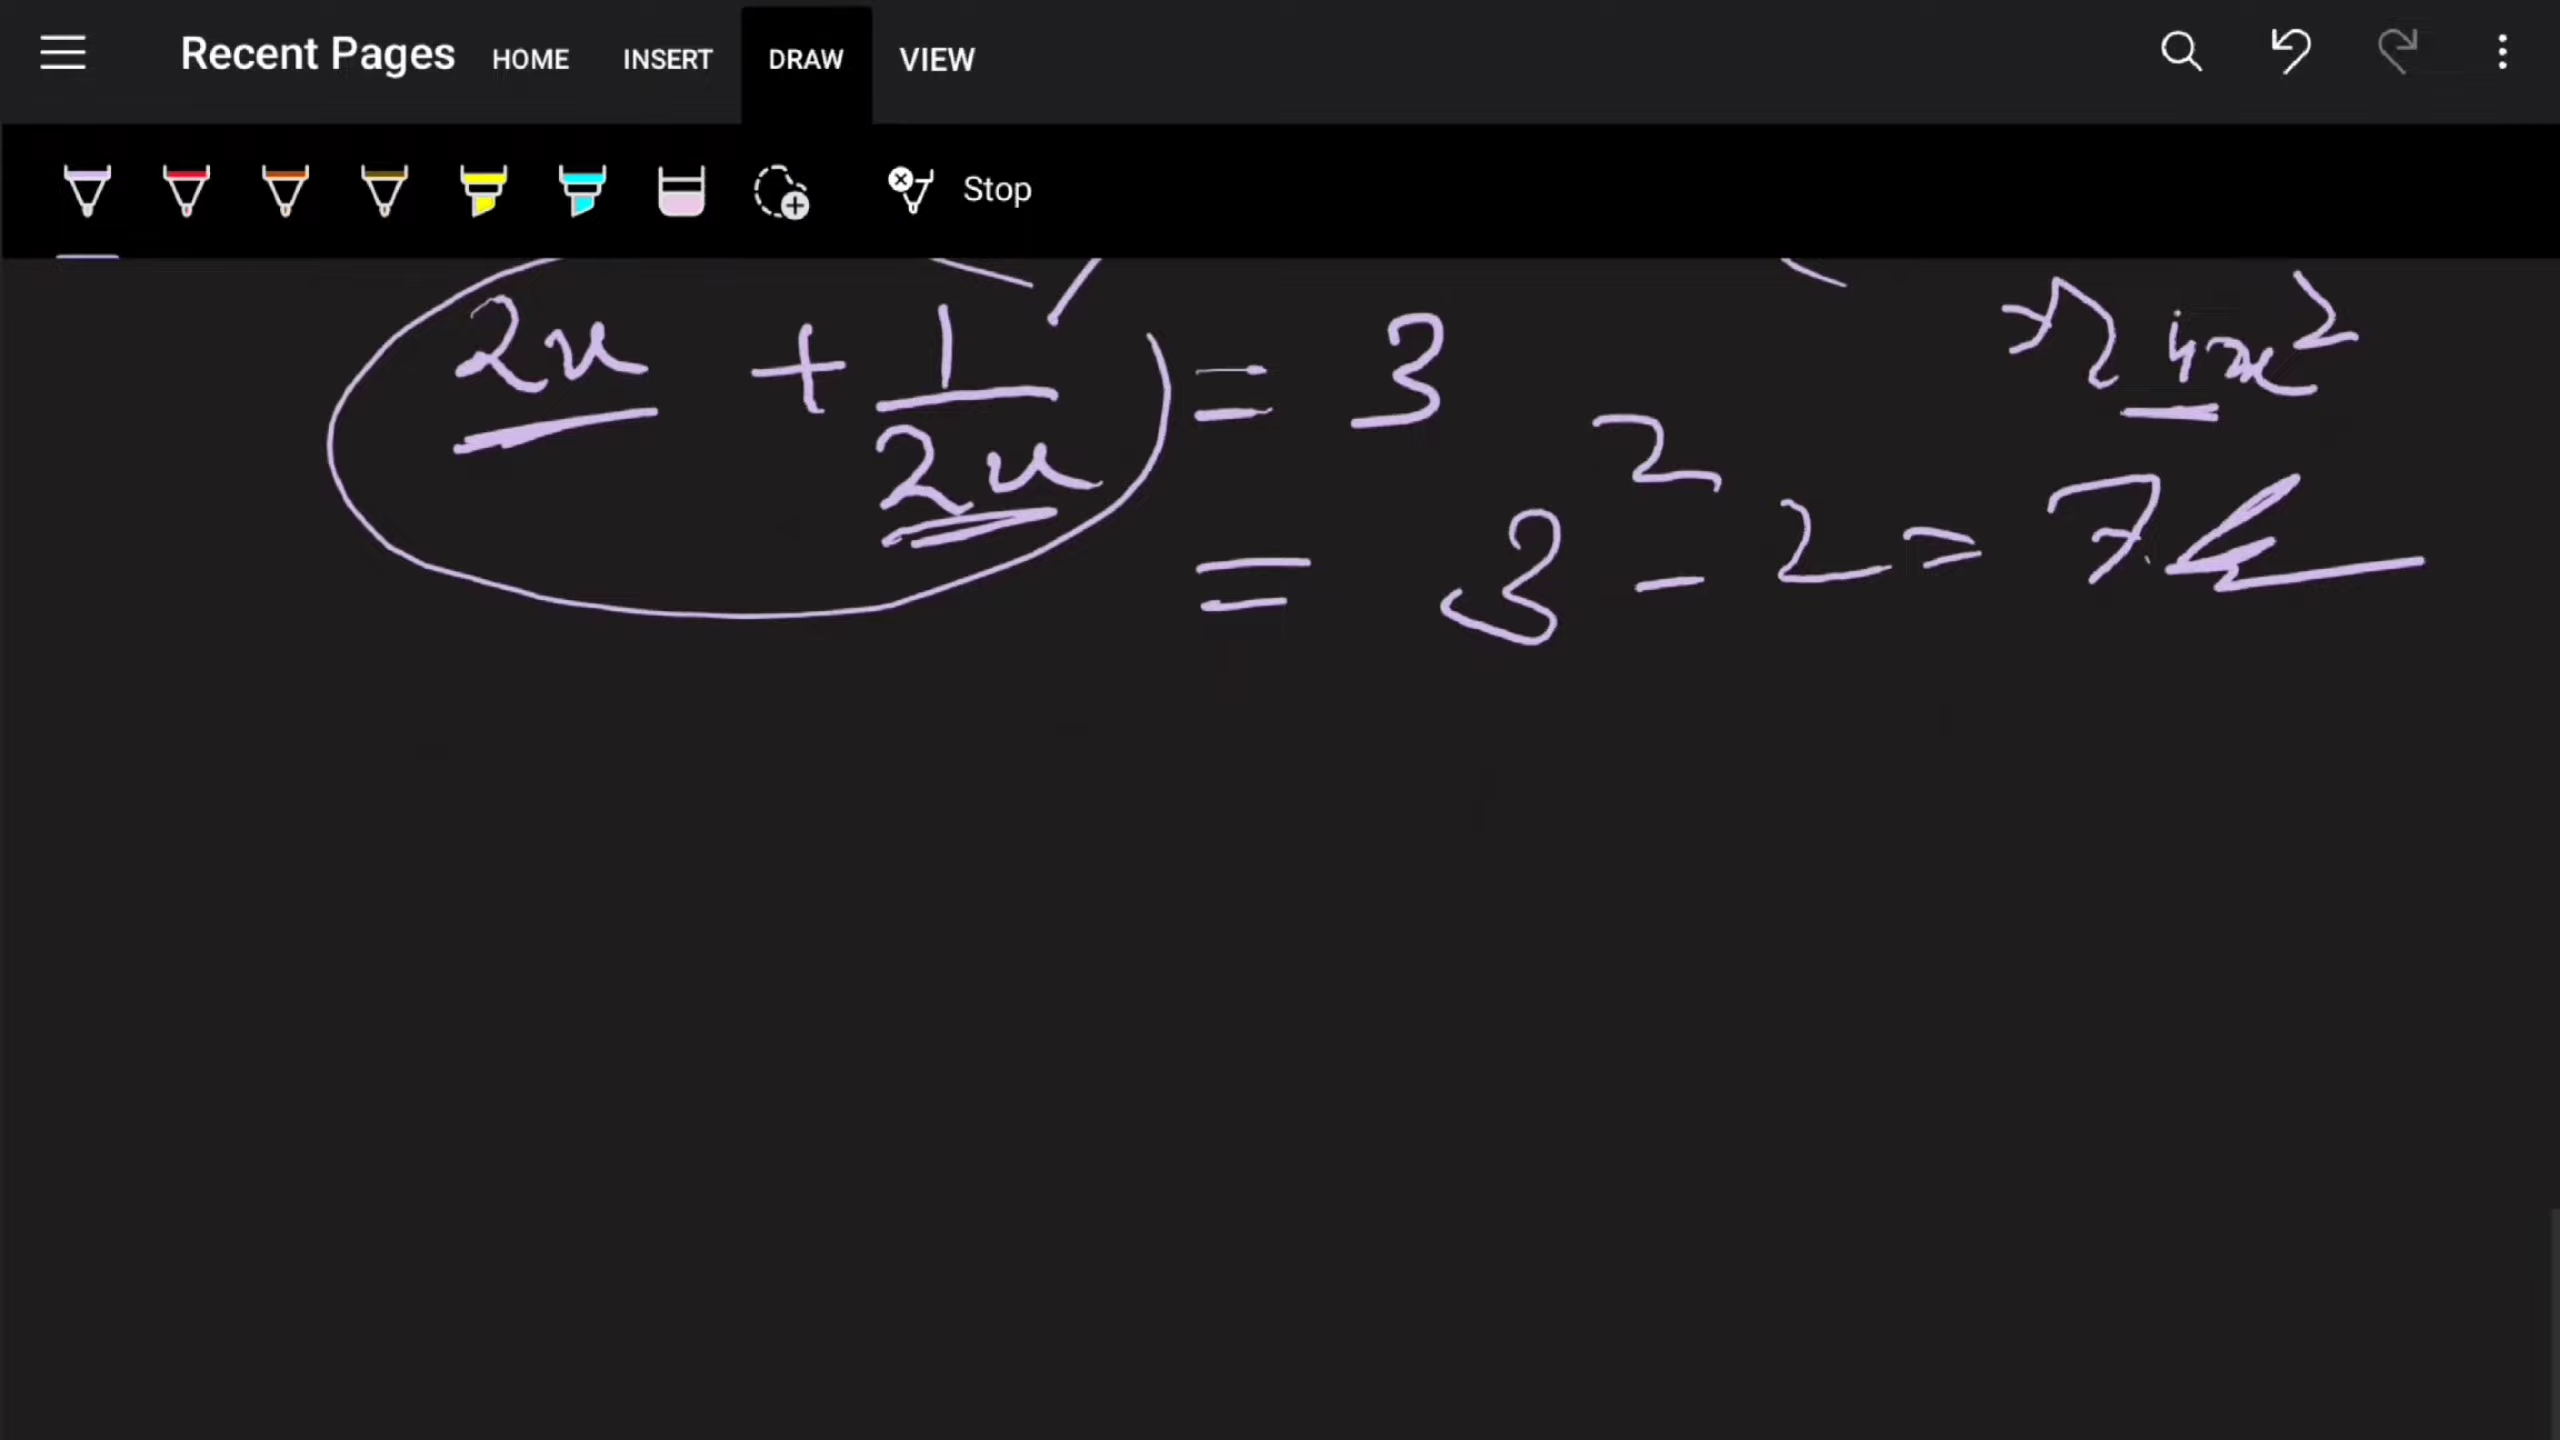 Recent Pages HOME INSERT DRAW VIEW
Stop
2x + 1/2x = 3
4x²
= 3² - 2 = 7